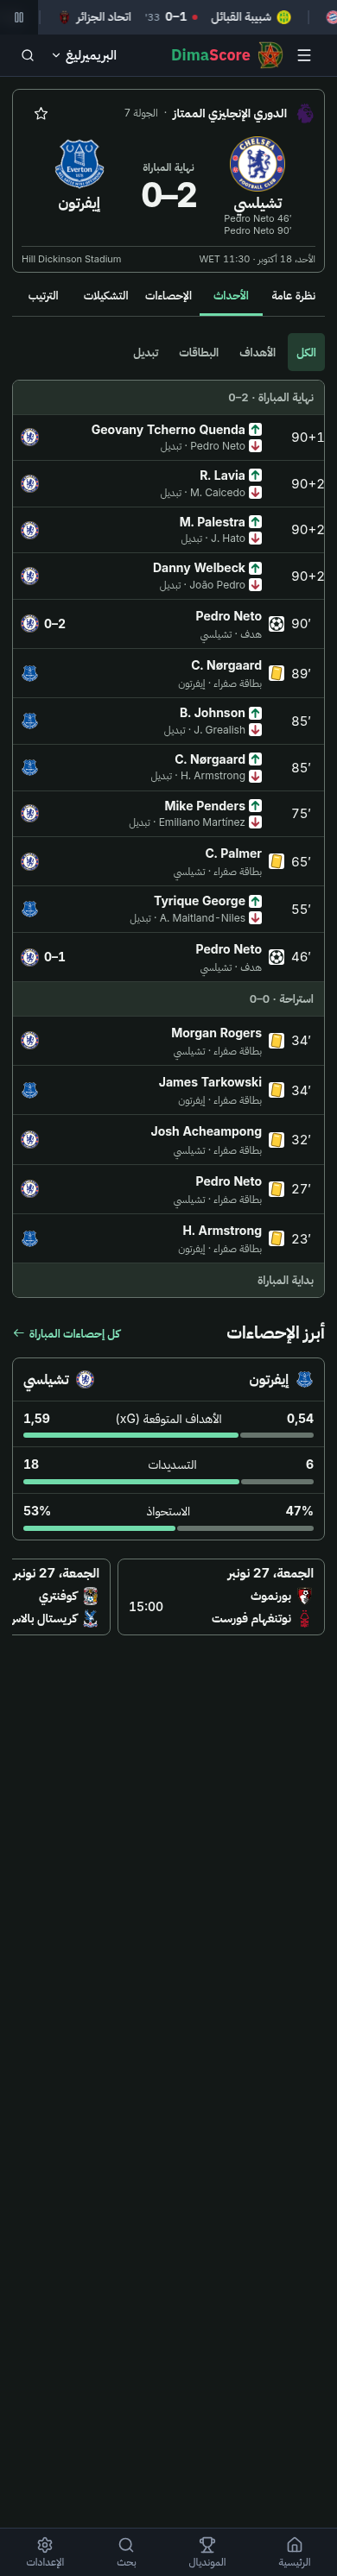 شبيبة القبائل 1–0 33' اتحاد الجزائر
DimaScore البريميرليغ
الدوري الإنجليزي الممتاز · الجولة 7
نهاية المباراة
تشيلسي 2–0 إيفرتون
Pedro Neto 46'
Pedro Neto 90'
الأحد، 18 أكتوبر · 11:30 WET Hill Dickinson Stadium
نظرة عامة الأحداث الإحصاءات التشكيلات الترتيب
الكل الأهداف البطاقات تبديل
نهاية المباراة · 2–0
90+1 Geovany Tcherno Quenda
Pedro Neto · تبديل
90+2 R. Lavia
M. Caicedo · تبديل
90+2 M. Palestra
J. Hato · تبديل
90+2 Danny Welbeck
João Pedro · تبديل
90' Pedro Neto 2–0
هدف · تشيلسي
89' C. Nørgaard
بطاقة صفراء · إيفرتون
85' B. Johnson
J. Grealish · تبديل
85' C. Nørgaard
H. Armstrong · تبديل
75' Mike Penders
Emiliano Martínez · تبديل
65' C. Palmer
بطاقة صفراء · تشيلسي
55' Tyrique George
A. Maitland-Niles · تبديل
46' Pedro Neto 1–0
هدف · تشيلسي
استراحة · 0–0
34' Morgan Rogers
بطاقة صفراء · تشيلسي
34' James Tarkowski
بطاقة صفراء · إيفرتون
32' Josh Acheampong
بطاقة صفراء · تشيلسي
27' Pedro Neto
بطاقة صفراء · تشيلسي
23' H. Armstrong
بطاقة صفراء · إيفرتون
بداية المباراة
أبرز الإحصاءات كل إحصاءات المباراة ←
إيفرتون تشيلسي
0,54 الأهداف المتوقعة (xG) 1,59
6 التسديدات 18
47% الاستحواذ 53%
الجمعة، 27 نونبر
بورنموث
نوتنغهام فورست
15:00
الجمعة، 27 نونبر
كوفنتري
كريستال بالاس
الرئيسية المونديال بحث الإعدادات